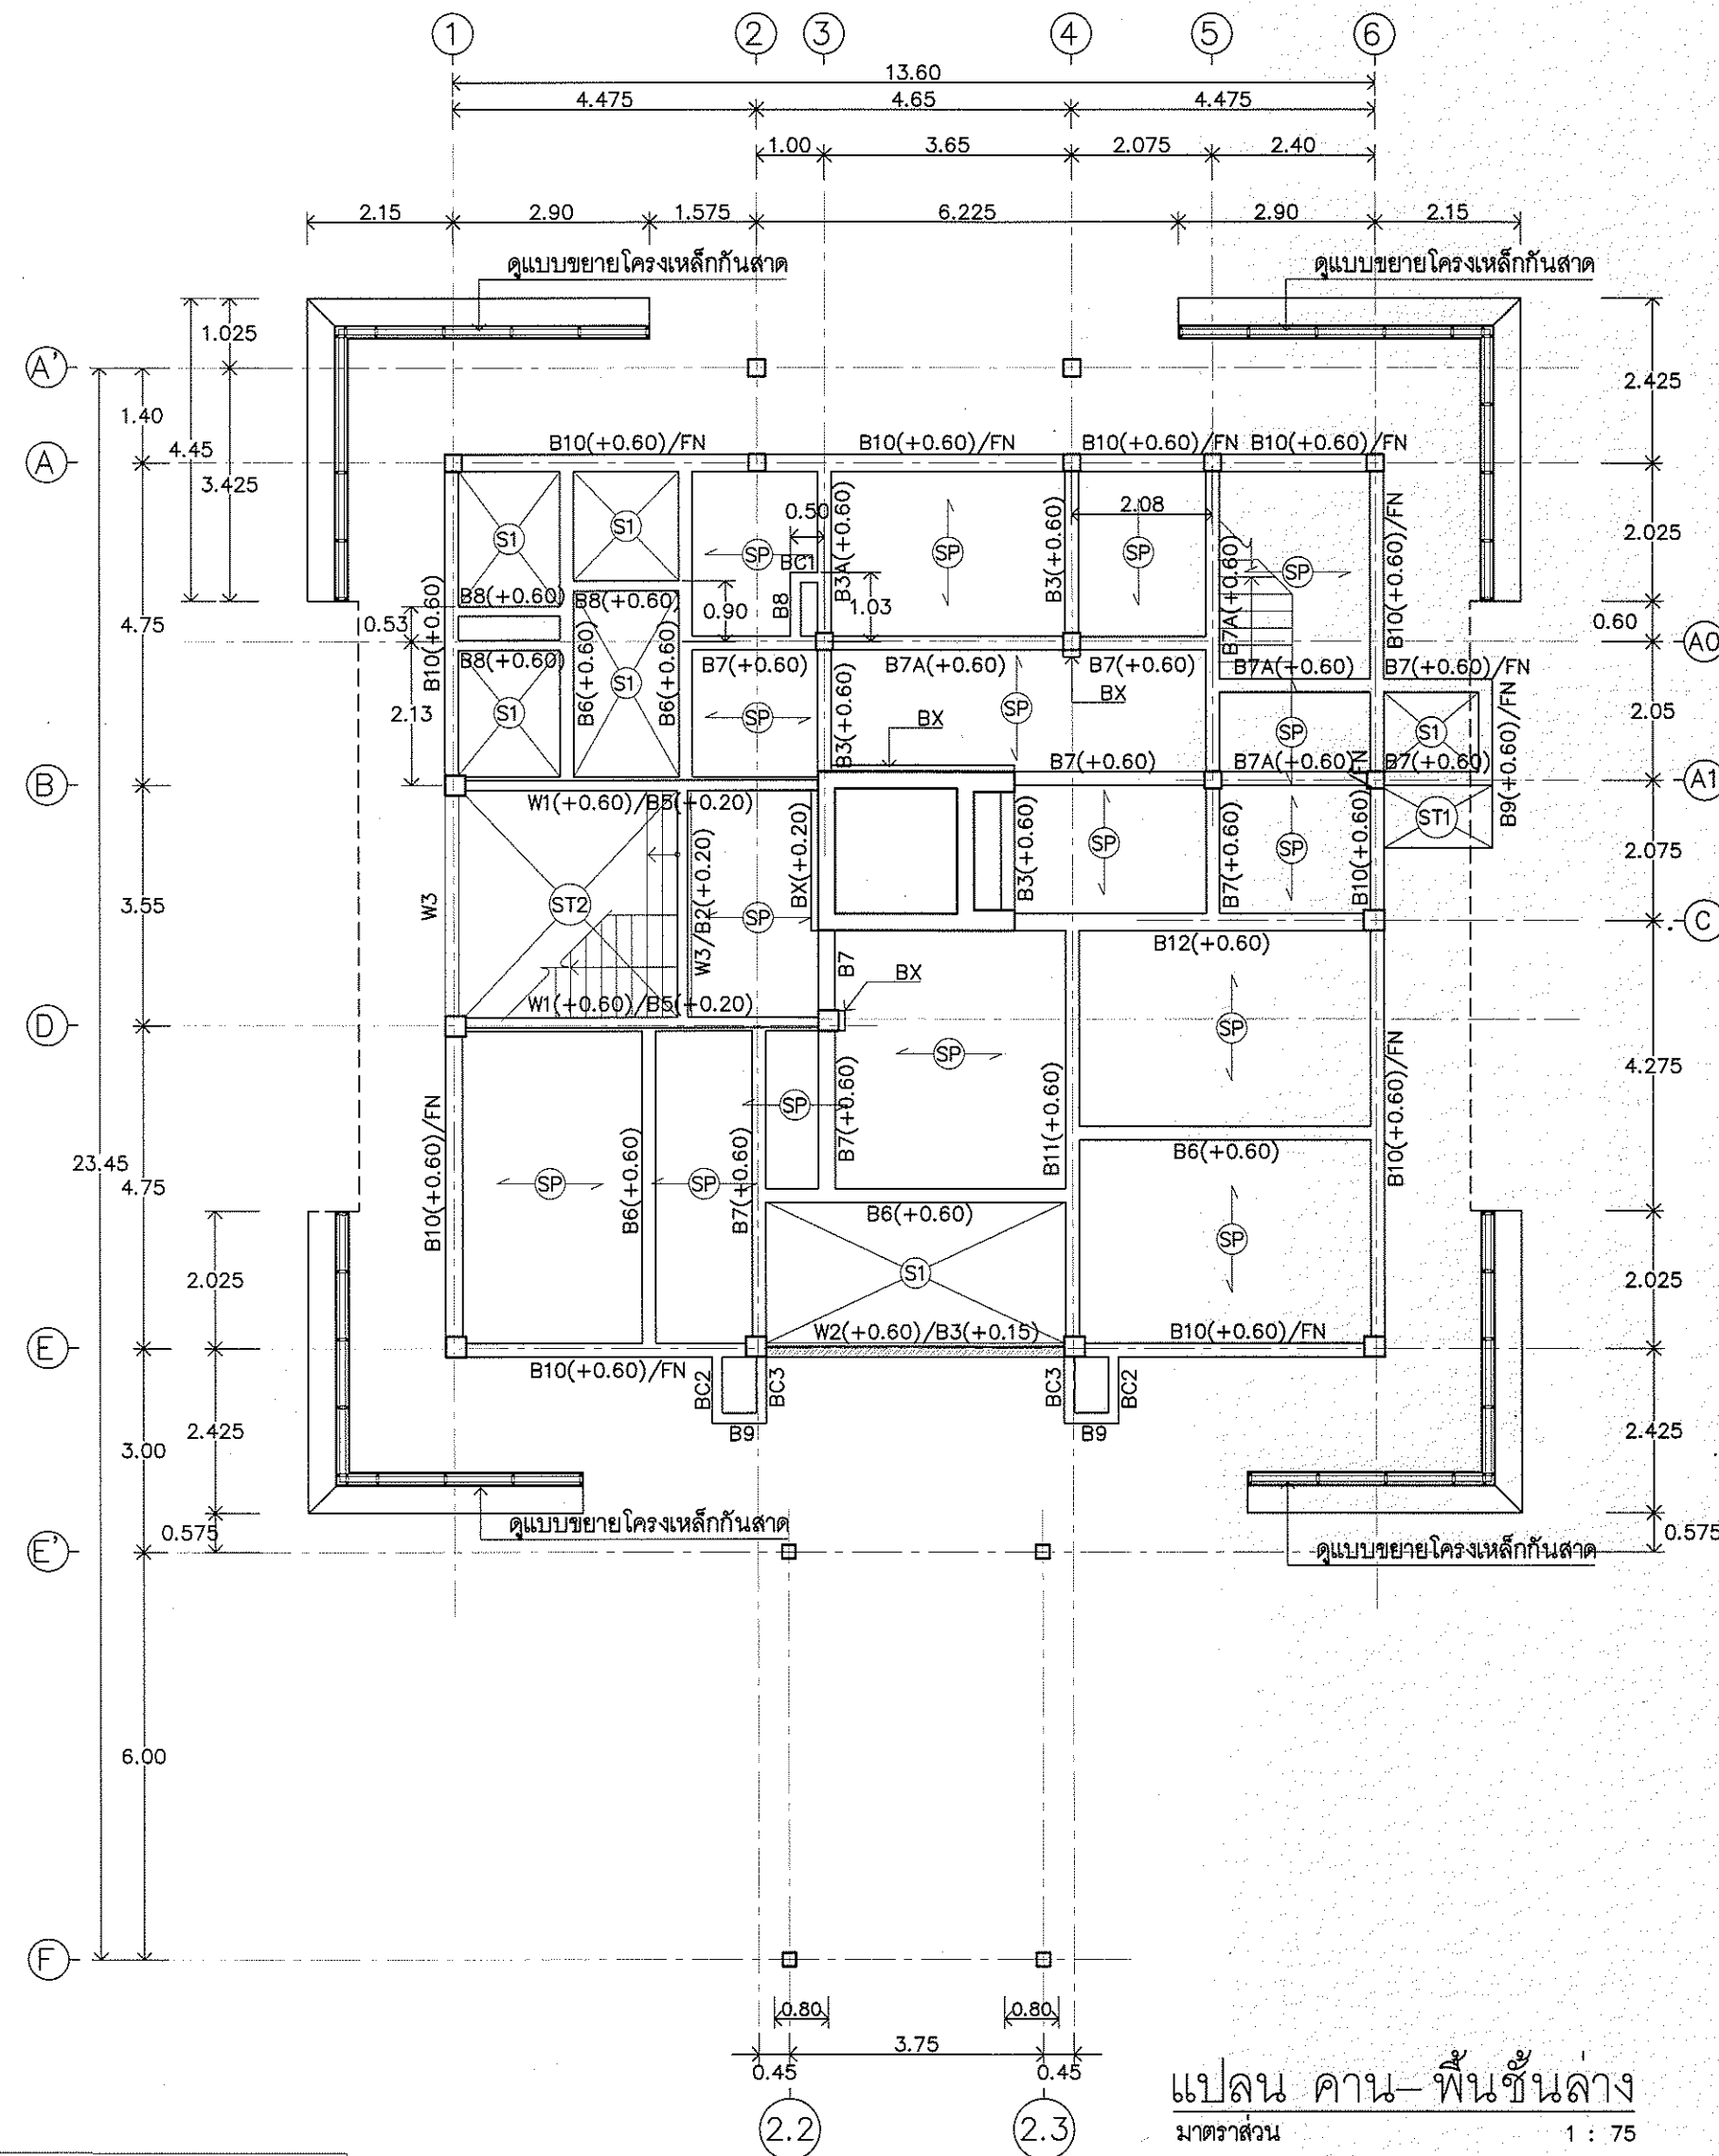 1 2 3 4 5 6
13.60
4.475 4.65 4.475
1.00 3.65 2.075 2.40
2.15 2.90 1.575 6.225 2.90 2.15
ดูแบบขยายโครงเหล็กกันสาด ดูแบบขยายโครงเหล็กกันสาด
1.025
A'
2.425
1.40
4.45
B10(+0.60)/FN B10(+0.60)/FN B10(+0.60)/FN B10(+0.60)/FN
A
3.425
0.50 2.08
2.025
S1 S1 SP SP SP SP
BC1
B3A(+0.60)
B3(+0.60)
B7A(+0.60)
B10(+0.60)/FN
B10(+0.60)
B8(+0.60) B8(+0.60) 0.90 B8 1.03
0.53
4.75
0.60
A0
B8(+0.60) B7(+0.60) B7A(+0.60) B7(+0.60) B7A(+0.60) B7(+0.60)/FN
B6(+0.60)
B6(+0.60)
S1
B3(+0.60)
BX
BX
2.13
S1 SP SP SP S1
2.05
B9(+0.60)/FN
B7(+0.60) B7A(+0.60) FN B7(+0.60)
B A1
W1(+0.60)/B5(+0.20)
ST1
W3
ST2
W3/B2(+0.20)
BX(+0.20)
SP
B3(+0.60)
SP
B7(+0.60)
SP
B10(+0.60)
2.075
3.55
C
B12(+0.60)
B7
BX
W1(+0.60)/B5(+0.20)
D
SP
SP
4.275
B10(+0.60)/FN
B6(+0.60)
B7(+0.60)
SP
B7(+0.60)
B11(+0.60)
B10(+0.60)/FN
B6(+0.60)
23.45
4.75
SP SP
B6(+0.60)
SP
S1
2.025 2.025
W2(+0.60)/B3(+0.15) B10(+0.60)/FN
E
B10(+0.60)/FN
BC2 BC3 BC3 BC2
B9 B9
2.425 2.425
3.00
ดูแบบขยายโครงเหล็กกันสาด
0.575 0.575
E'
ดูแบบขยายโครงเหล็กกันสาด
6.00
F
0.80 0.80
3.75
0.45 0.45
2.2 2.3
แปลน คาน-พื้นชั้นล่าง
มาตราส่วน 1 : 75